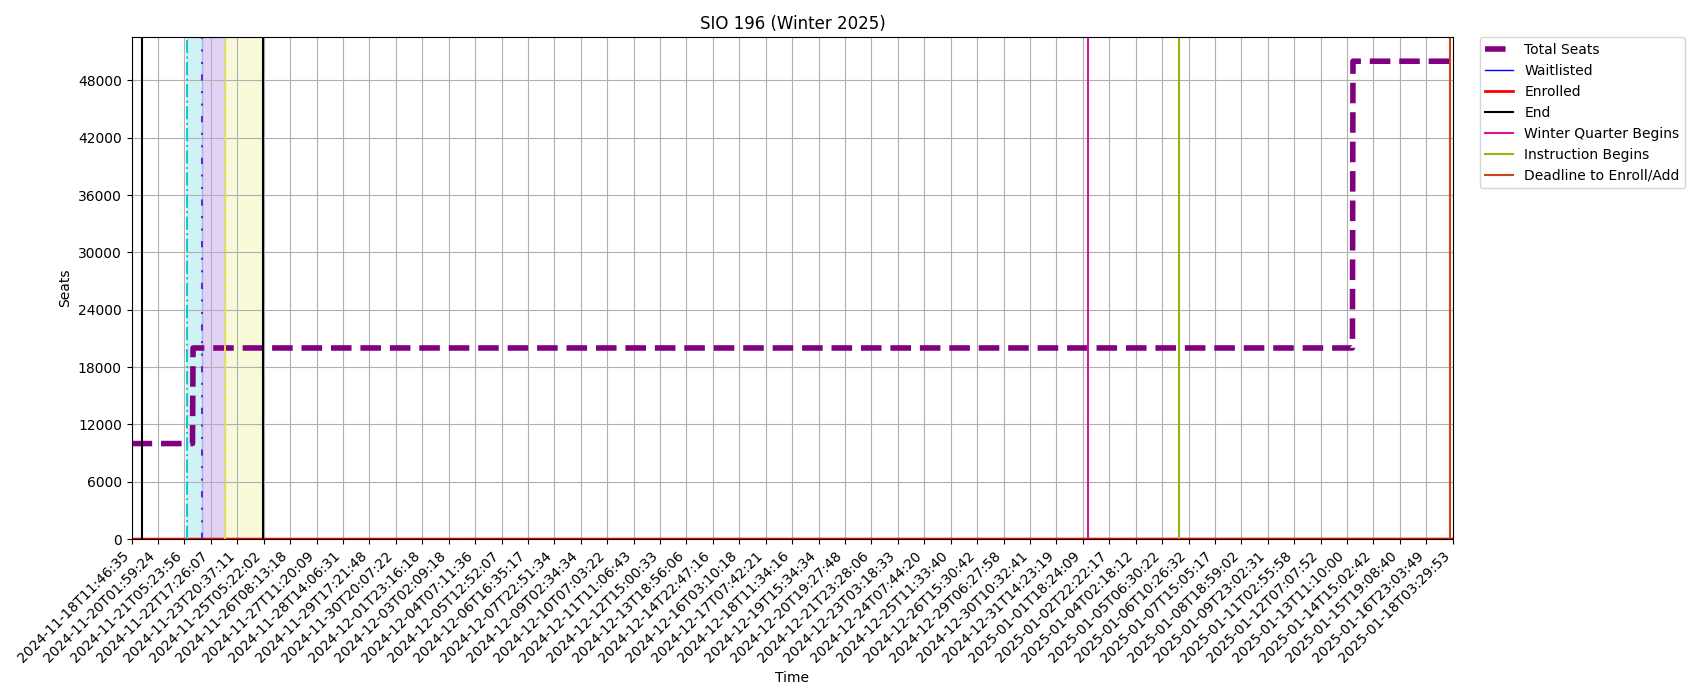 SIO 196 (Winter 2025)
Total Seats
Waitlisted
Enrolled
End
Winter Quarter Begins
Instruction Begins
Deadline to Enroll/Add
Seats
48000
42000
36000
30000
24000
18000
12000
6000
0
2024-11-18T11:46:35
2024-11-20T01:59:24
2024-11-21T05:23:56
2024-11-22T17:26:07
2024-11-23T20:37:11
2024-11-25T05:22:02
2024-11-26T08:13:18
2024-11-27T11:20:09
2024-11-28T14:06:31
2024-11-29T17:21:48
2024-11-30T20:07:22
2024-12-01T23:16:18
2024-12-03T02:09:18
2024-12-04T07:11:36
2024-12-05T12:52:07
2024-12-06T16:35:17
2024-12-07T22:51:34
2024-12-09T02:34:34
2024-12-10T07:03:22
2024-12-11T11:06:43
2024-12-12T15:00:33
2024-12-13T18:56:06
2024-12-14T22:47:16
2024-12-16T03:10:18
2024-12-17T07:42:21
2024-12-18T11:34:16
2024-12-19T15:34:34
2024-12-20T19:27:48
2024-12-21T23:28:06
2024-12-23T03:18:33
2024-12-24T07:44:20
2024-12-25T11:33:40
2024-12-26T15:30:42
2024-12-29T06:27:58
2024-12-30T10:32:41
2024-12-31T14:23:19
2025-01-01T18:24:09
2025-01-02T22:22:17
2025-01-04T02:18:12
2025-01-05T06:30:22
2025-01-06T10:26:32
2025-01-07T15:05:17
2025-01-08T18:59:02
2025-01-09T23:02:31
2025-01-11T02:55:58
2025-01-12T07:07:52
2025-01-13T11:10:00
2025-01-14T15:02:42
2025-01-15T19:08:40
2025-01-16T23:03:49
2025-01-18T03:29:53
Time